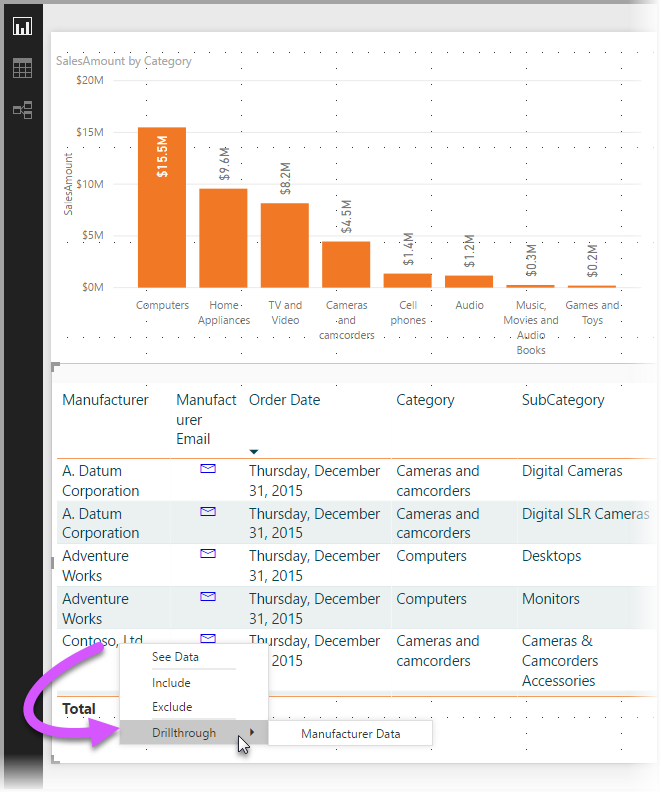 SalesAmount by Category
$20M
$15M
$10M
$5M
$0M
SalesAmount
$15.5M
$9.6M
$8.2M
$4.5M
$1.4M
$1.2M
$0.3M
$0.2M
Computers
Home
Appliances
TV and
Video
Cameras
and
camcorders
Cell
phones
Audio
Music,
Movies and
Audio
Books
Games and
Toys
Manufacturer
Manufact
urer
Email
Order Date
Category
SubCategory
A. Datum
Corporation
Thursday, December
31, 2015
Cameras and
camcorders
Digital Cameras
A. Datum
Corporation
Thursday, December
31, 2015
Cameras and
camcorders
Digital SLR Cameras
Adventure
Works
Thursday, December
31, 2015
Computers
Desktops
Adventure
Works
Thursday, December
31, 2015
Computers
Monitors
Contoso, Ltd
Thursday, December
31, 2015
Cameras and
camcorders
Cameras &
Camcorders
Accessories
Total
See Data
Include
Exclude
Drillthrough
Manufacturer Data